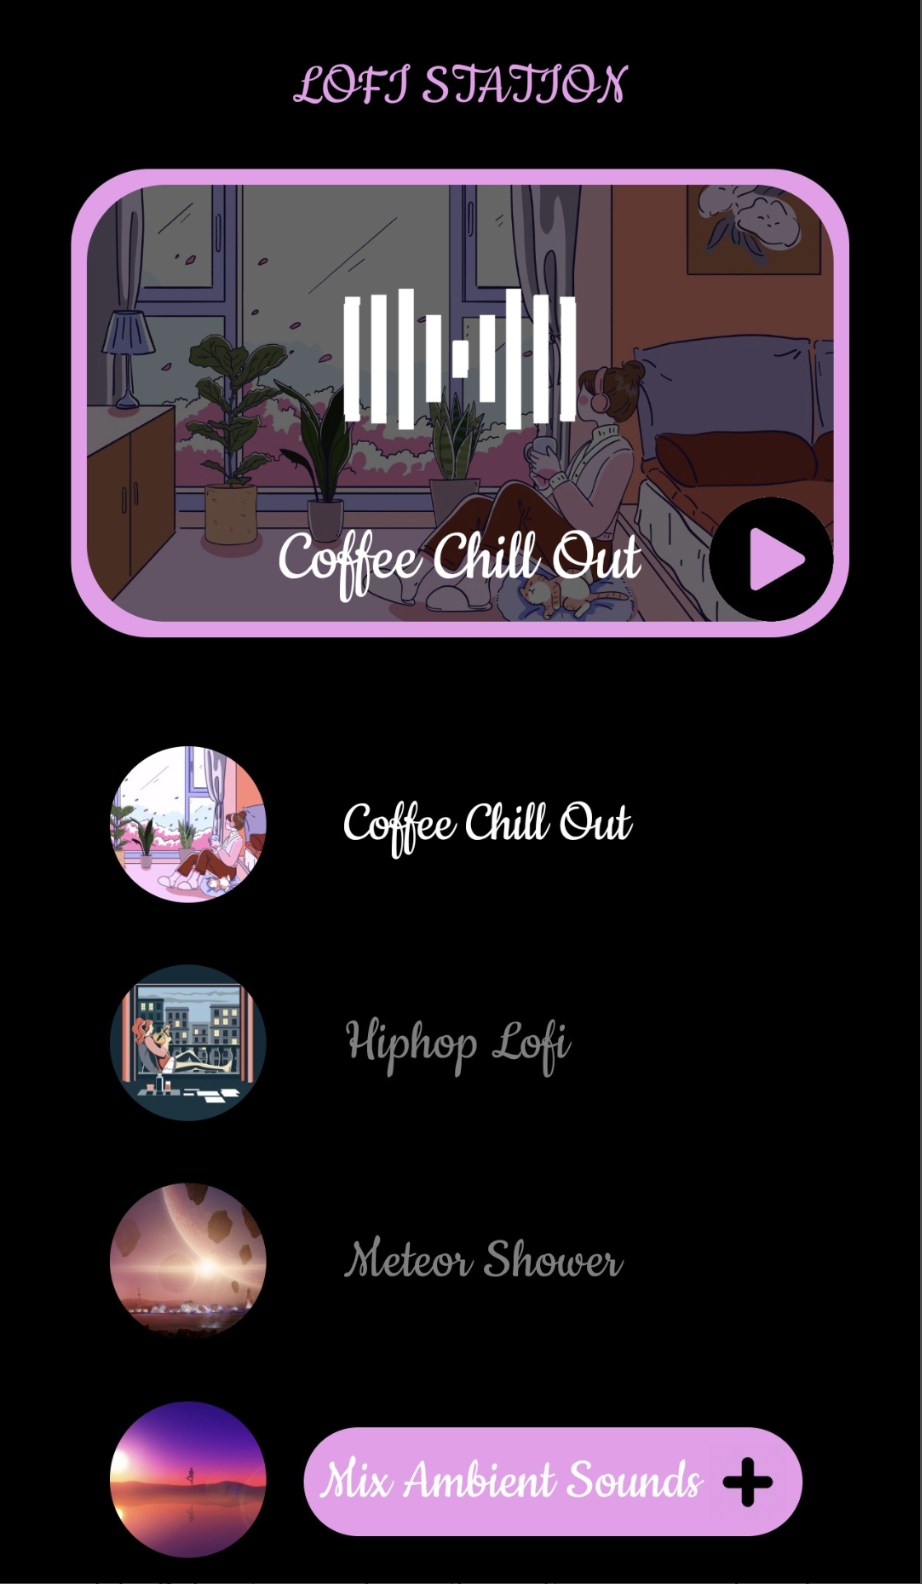 LOFI STATION
Coffee Chill Out
Coffee Chill Out
Hiphop Lofi
Meteor Shower
Mix Ambient Sounds